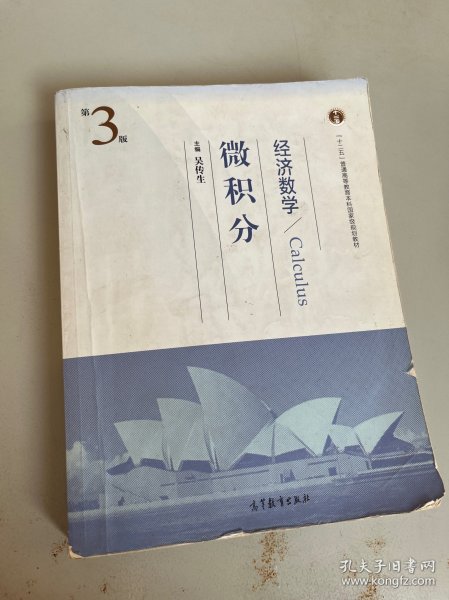 第3版
"十二五"普通高等教育本科国家级规划教材
经济数学／Calculus
微积分
主编 吴传生
高等教育出版社
孔夫子旧书网
www.kongfz.com